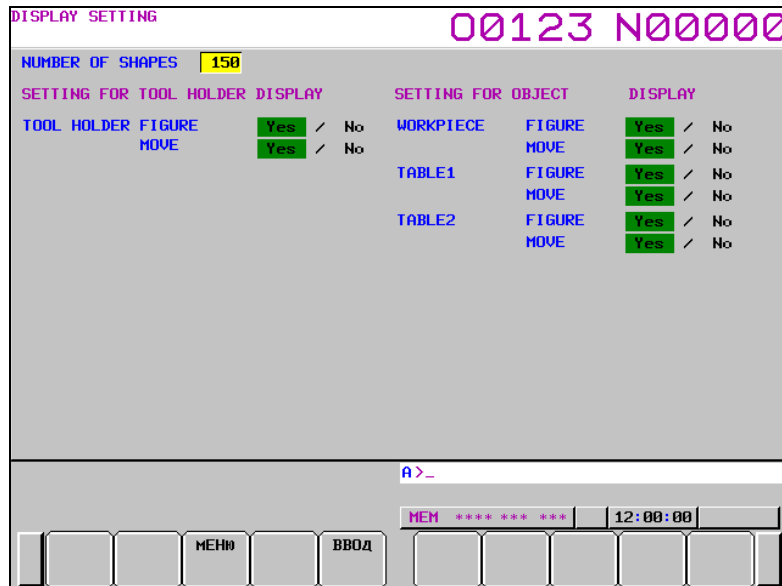 DISPLAY SETTING O0123 N00000
NUMBER OF SHAPES 150
SETTING FOR TOOL HOLDER DISPLAY SETTING FOR OBJECT DISPLAY
TOOL HOLDER FIGURE Yes / No WORKPIECE FIGURE Yes / No
MOVE Yes / No MOVE Yes / No
TABLE1 FIGURE Yes / No
MOVE Yes / No
TABLE2 FIGURE Yes / No
MOVE Yes / No
A>_
MEM **** *** *** 12:00:00
МЕНЮ ВВОД